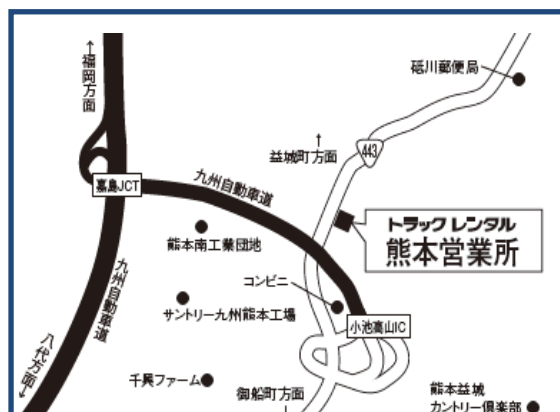 ←福岡方面
砥川郵便局
443
↑
益城町方面
嘉島JCT
九州自動車道
トラックレンタル
熊本営業所
熊本南工業団地
コンビニ
サントリー九州熊本工場
小池高山IC
九州自動車道
八代方面→
千興ファーム
御船町方面
↓
熊本益城
カントリー倶楽部